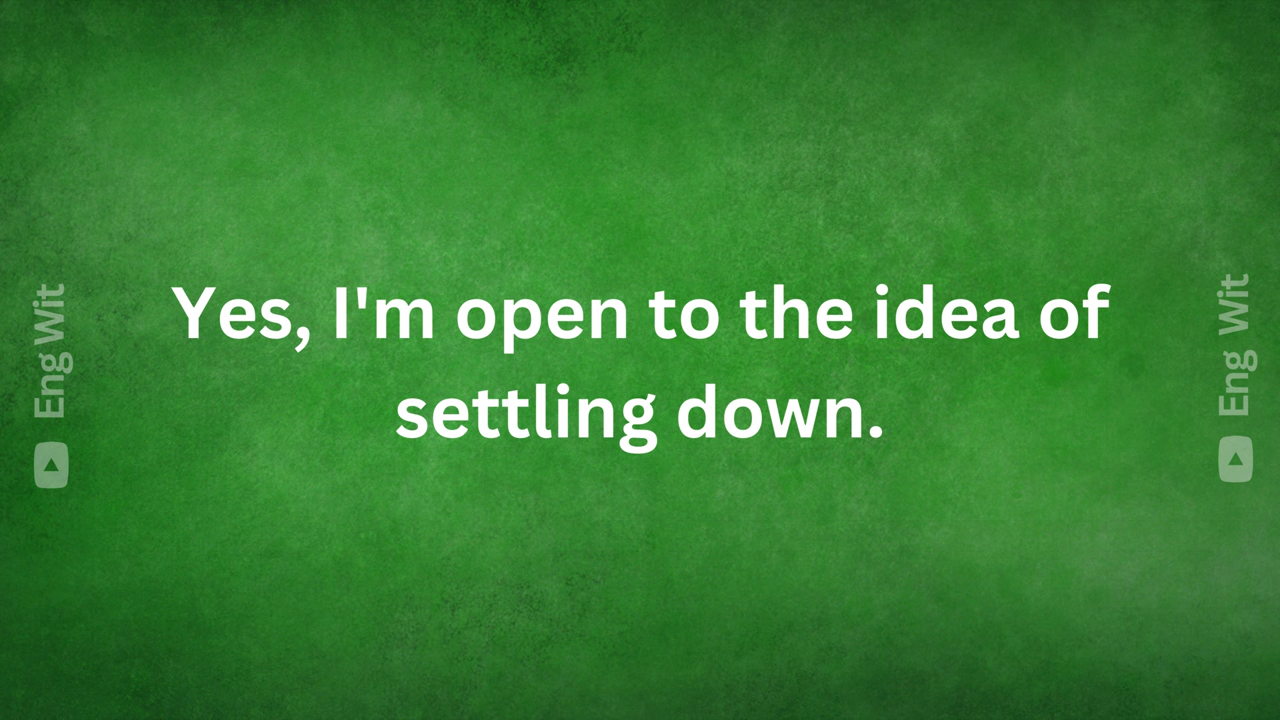 Yes, I'm open to the idea of
settling down.
Eng Wit
Eng Wit